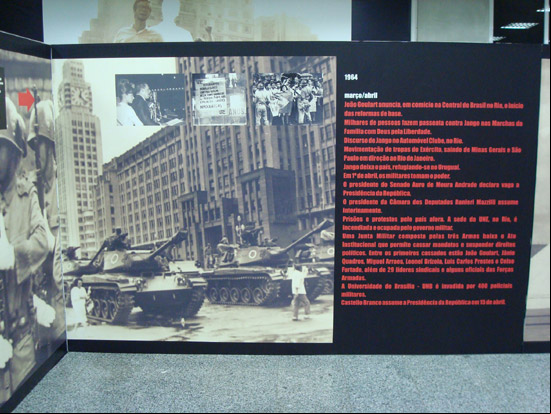 1964
março/abril
João Goulart anuncia, em comício na Central do Brasil no Rio, o início
das reformas de base.
Milhares de pessoas fazem passeata contra Jango nas Marchas da
Família com Deus pela Liberdade.
Discurso de Jango no Automóvel Clube, no Rio.
Movimentação de tropas do Exército, saindo de Minas Gerais e São
Paulo em direção ao Rio de Janeiro.
Jango deixa o país, refugiando-se no Uruguai.
Em 1º de abril, os militares tomam o poder.
O presidente do Senado Auro de Moura Andrade declara vaga a
Presidência da República.
O presidente da Câmara dos Deputados Ranieri Mazzilli assume
interinamente.
Prisões e protestos pelo país afora. A sede da UNE, no Rio, é
incendiada e ocupada pelo governo militar.
Uma Junta Militar composta pelas três Armas baixa o Ato
Institucional que permite cassar mandatos e suspender direitos
políticos. Entre os primeiros cassados estão João Goulart, Jânio
Quadros, Miguel Arraes, Leonel Brizola, Luis Carlos Prestes e Celso
Furtado, além de 29 líderes sindicais e alguns oficiais das Forças
Armadas.
A Universidade de Brasília - UNB é invadida por 400 policiais
militares.
Castello Branco assume a Presidência da República em 15 de abril.